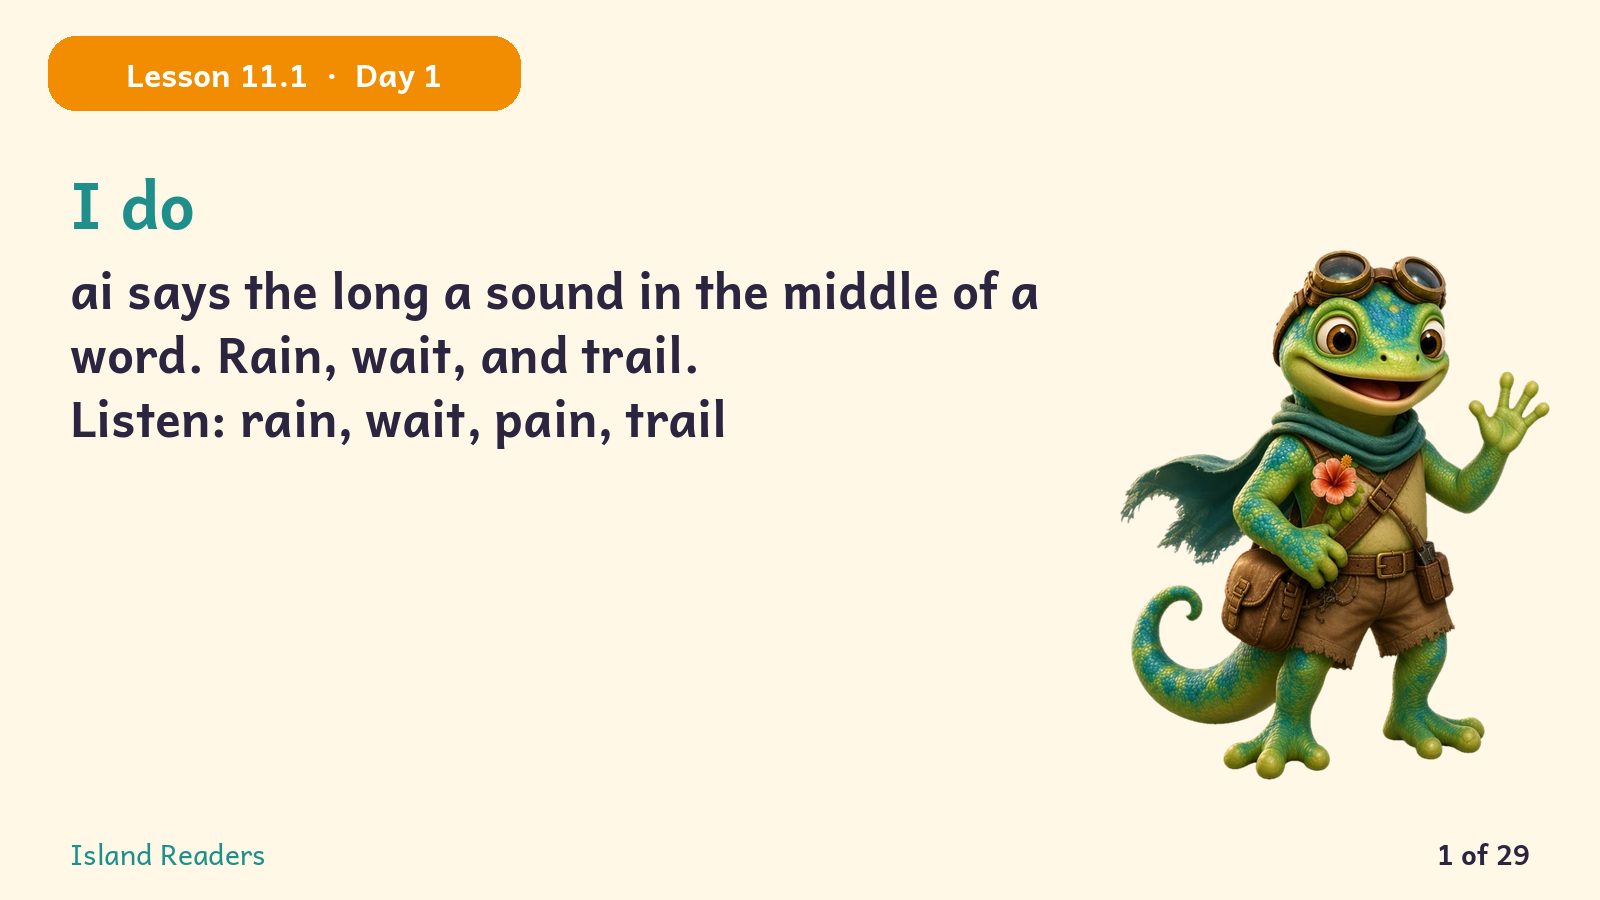 Lesson 11.1 · Day 1
I do
ai says the long a sound in the middle of a
word. Rain, wait, and trail.
Listen: rain, wait, pain, trail
Island Readers
1 of 29